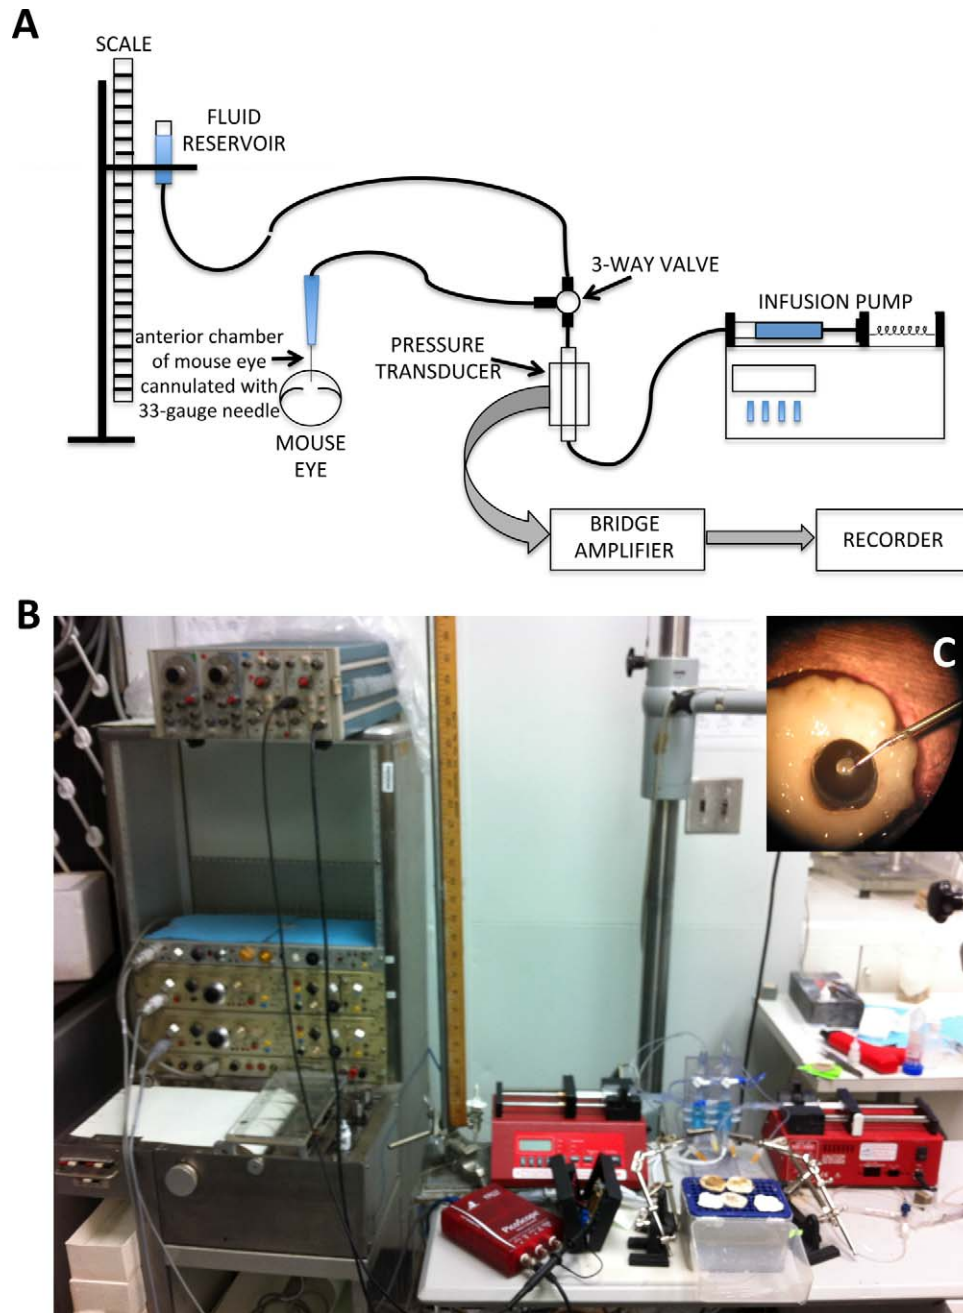 A
SCALE
FLUID
RESERVOIR
3-WAY VALVE
INFUSION PUMP
anterior chamber
of mouse eye
cannulated with
33-gauge needle
PRESSURE
TRANSDUCER
MOUSE
EYE
BRIDGE
AMPLIFIER
RECORDER
B
C
PicoScope